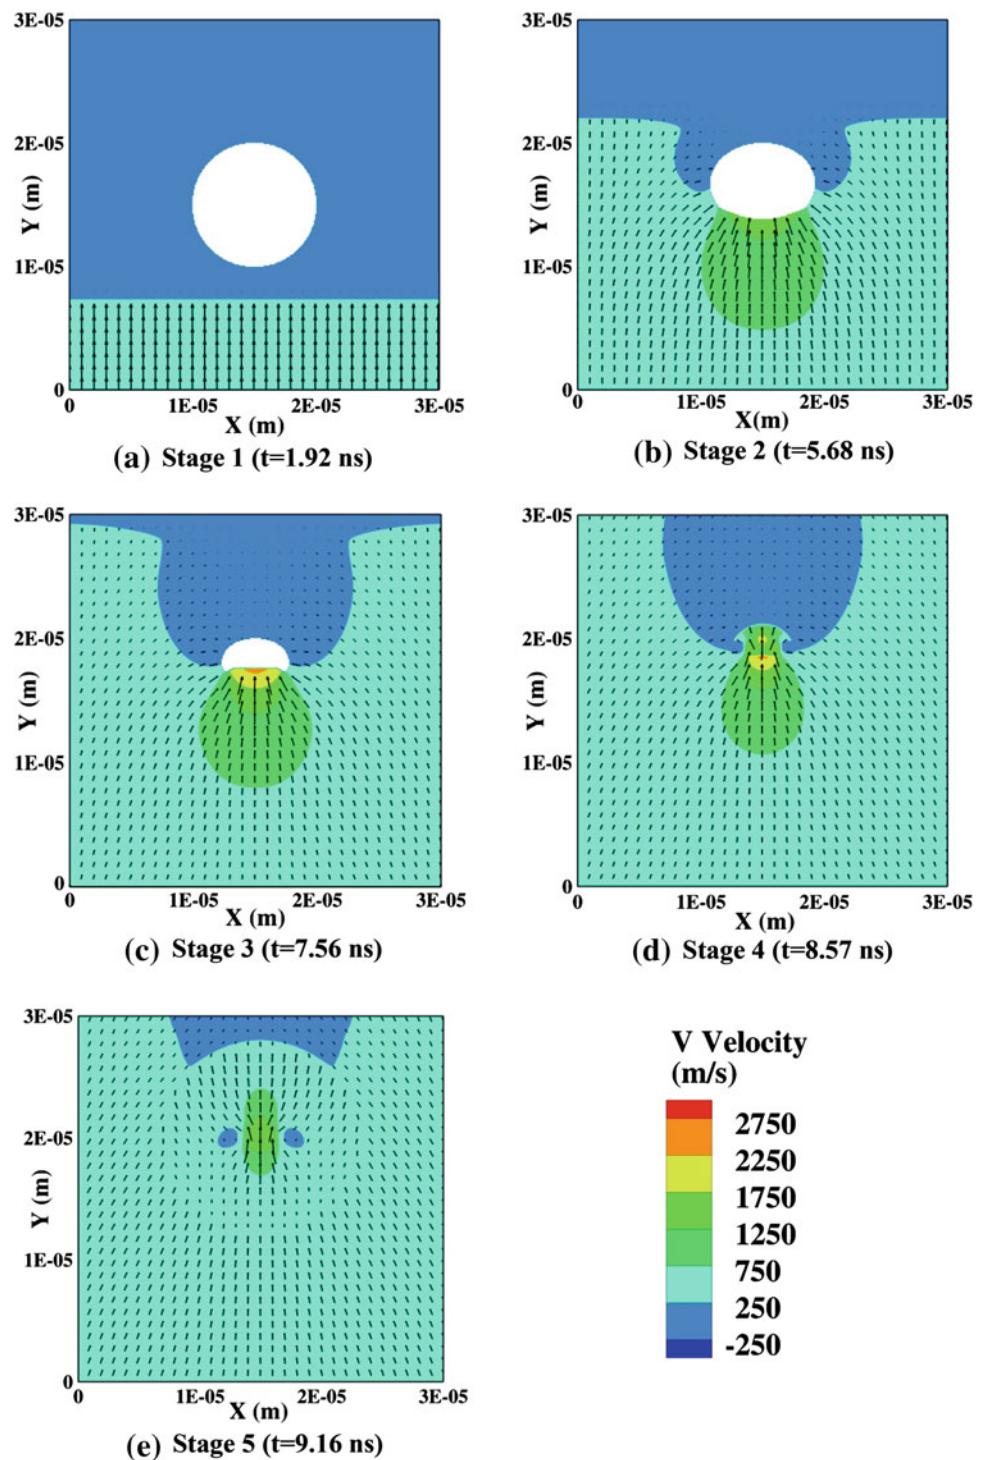 3E-05
2E-05
Y (m)
1E-05
0
0
1E-05
2E-05
3E-05
X (m)
(a) Stage 1 (t=1.92 ns)
3E-05
2E-05
Y (m)
1E-05
0
0
1E-05
2E-05
3E-05
X(m)
(b) Stage 2 (t=5.68 ns)
3E-05
2E-05
Y (m)
1E-05
0
0
1E-05
2E-05
3E-05
X (m)
(c) Stage 3 (t=7.56 ns)
3E-05
2E-05
Y (m)
1E-05
0
0
1E-05
2E-05
3E-05
X (m)
(d) Stage 4 (t=8.57 ns)
3E-05
2E-05
Y (m)
1E-05
0
0
1E-05
2E-05
3E-05
X (m)
(e) Stage 5 (t=9.16 ns)
V Velocity
(m/s)
2750
2250
1750
1250
750
250
-250